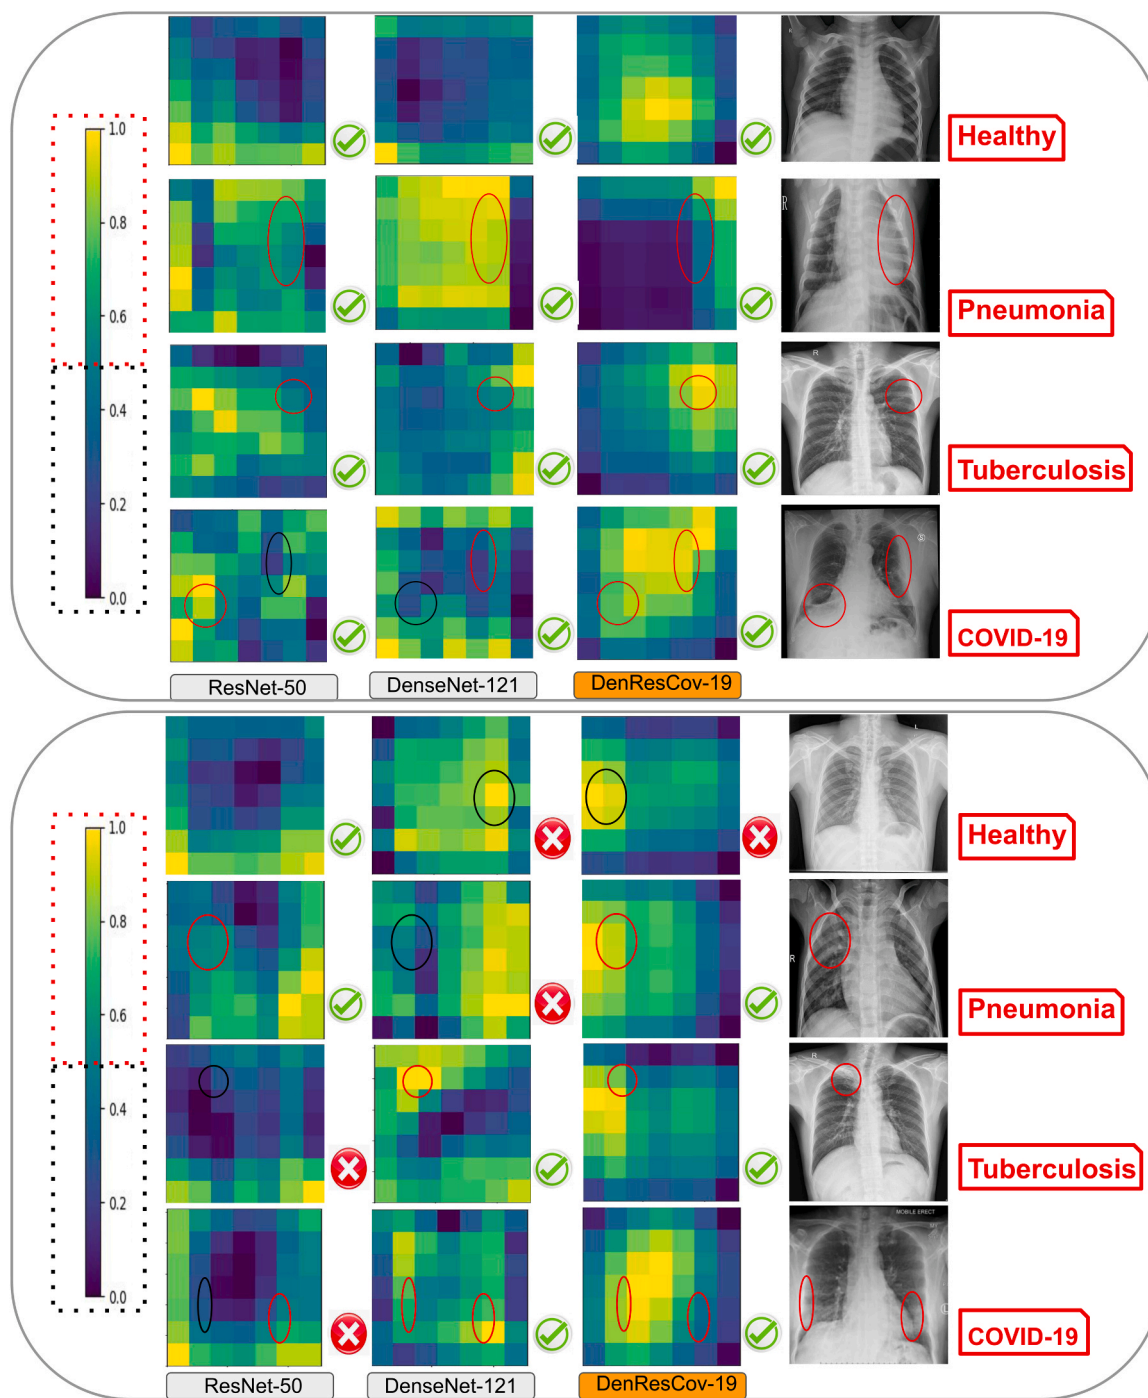 Healthy
1.0
0.8
0.6
0.4
0.2
0.0
R
Pneumonia
R
Tuberculosis
S
COVID-19
ResNet-50
DenseNet-121
DenResCov-19
L
Healthy
1.0
0.8
0.6
0.4
0.2
0.0
R
Pneumonia
R
Tuberculosis
MOBILE ERECT
COVID-19
ResNet-50
DenseNet-121
DenResCov-19